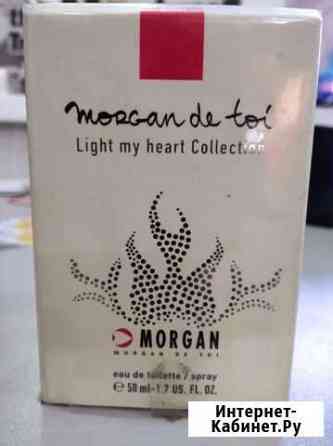 morgan de toi
Light my heart Collection
MORGAN
MORGAN DE TOI
eau de toilette / spray
℮ 50 ml - 1.7 US. FL. OZ.
Интернет-
Кабинет.Ру